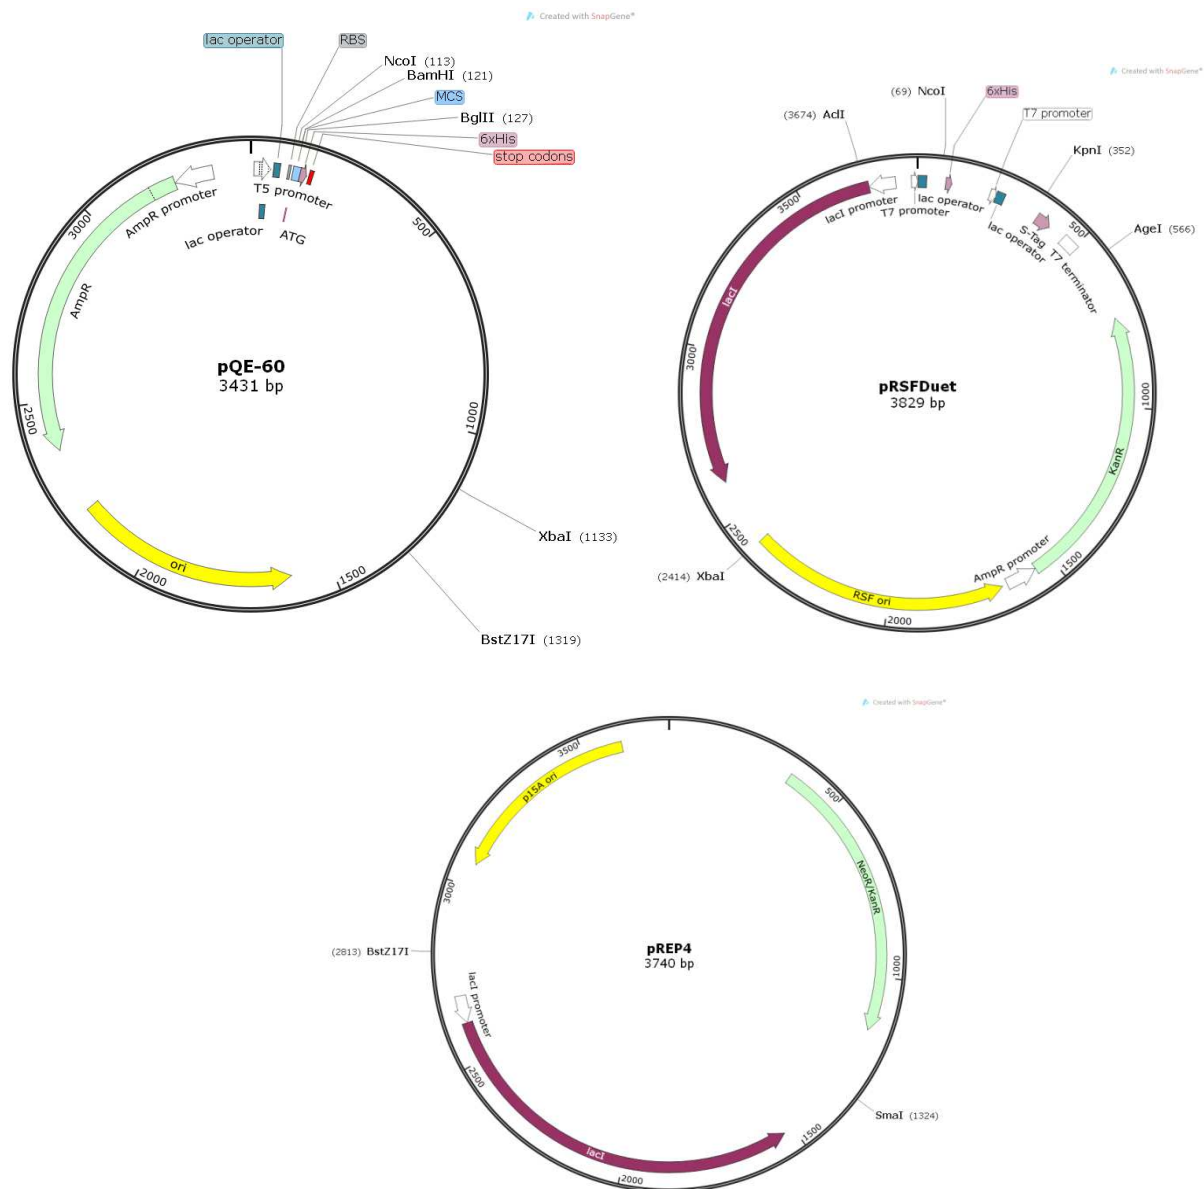 Created with SnapGene®
lac operator
RBS
NcoI (113)
BamHI (121)
MCS
BglII (127)
6xHis
stop codons
T5 promoter
lac operator
ATG
AmpR promoter
AmpR
ori
500
1000
1500
2000
2500
3000
pQE-60
3431 bp
XbaI (1133)
BstZ17I (1319)
Created with SnapGene®
(69) NcoI
6xHis
T7 promoter
(3674) AclI
KpnI (352)
AgeI (566)
lacI promoter
T7 promoter
lac operator
lac operator
S-Tag
T7 terminator
lacI
KanR
AmpR promoter
RSF ori
500
1000
1500
2000
2500
3000
3500
pRSFDuet
3829 bp
(2414) XbaI
Created with SnapGene®
p15A ori
NeoR/KanR
500
1000
1500
2000
2500
3000
3500
(2813) BstZ17I
pREP4
3740 bp
lacI promoter
lacI
SmaI (1324)